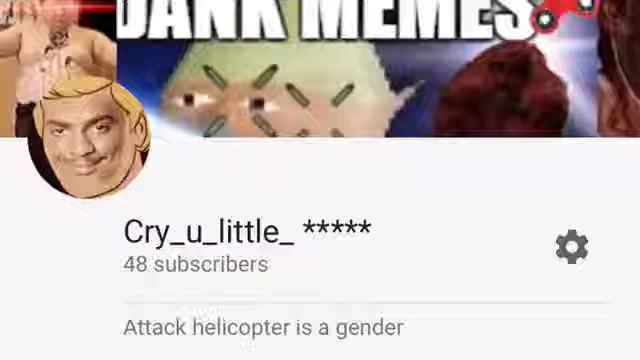 DANK MEMES
Cry_u_little_ *****
48 subscribers
Attack helicopter is a gender